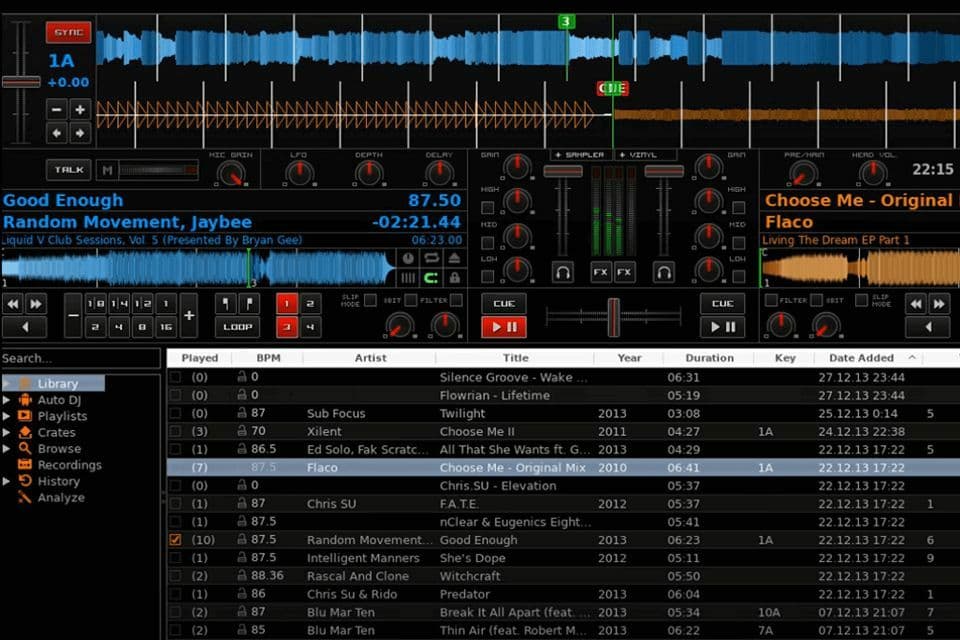 3
SYNC
1A
+0.00
CUE
TALK
M
MIC GAIN
LFO
DEPTH
DELAY
GAIN
+ SAMPLER
+ VINYL
GAIN
PRE/MAIN
HEAD VOL.
22:15
Good Enough 87.50
Random Movement, Jaybee -02:21.44
Liquid V Club Sessions, Vol. 5 (Presented By Bryan Gee) 06:23.00
HIGH
MID
LOW
HIGH
MID
LOW
FX FX
Choose Me - Original
Flaco
Living The Dream EP Part 1
1 3
C
1
1/8 1/4 1/2 1
2 4 8 16
LOOP
1 2
3 4
SLIP MODE
8BIT
FILTER
CUE
CUE
FILTER
8BIT
SLIP MODE
Search...
Library
Auto DJ
Playlists
Crates
Browse
Recordings
History
Analyze
Played BPM Artist Title Year Duration Key Date Added
(0) 0 Silence Groove - Wake ... 06:31 27.12.13 23:44
(0) 0 Flowrian - Lifetime 05:19 27.12.13 23:44
(0) 87 Sub Focus Twilight 2013 03:08 25.12.13 0:14 5
(3) 70 Xilent Choose Me II 2011 04:27 1A 24.12.13 22:38
(1) 86.5 Ed Solo, Fak Scratc... All That She Wants ft. G... 2013 04:29 22.12.13 17:22 5
(7) 87.5 Flaco Choose Me - Original Mix 2010 06:41 1A 22.12.13 17:22
(0) 0 Chris.SU - Elevation 05:37 22.12.13 17:22
(1) 87 Chris SU F.A.T.E. 2012 05:37 22.12.13 17:22 1
(1) 87.5 nClear & Eugenics Eight... 05:41 22.12.13 17:22
(10) 87.5 Random Movement... Good Enough 2013 06:23 1A 22.12.13 17:22 6
(1) 87.5 Intelligent Manners She's Dope 2012 05:11 22.12.13 17:22 9
(2) 88.36 Rascal And Clone Witchcraft 05:50 22.12.13 17:22
(1) 86 Chris Su & Rido Predator 2013 06:04 22.12.13 17:22 1
(2) 87 Blu Mar Ten Break It All Apart (feat. ... 2013 05:34 10A 07.12.13 21:07 7
(2) 85 Blu Mar Ten Thin Air (feat. Robert M... 2013 06:22 7A 07.12.13 21:07 5